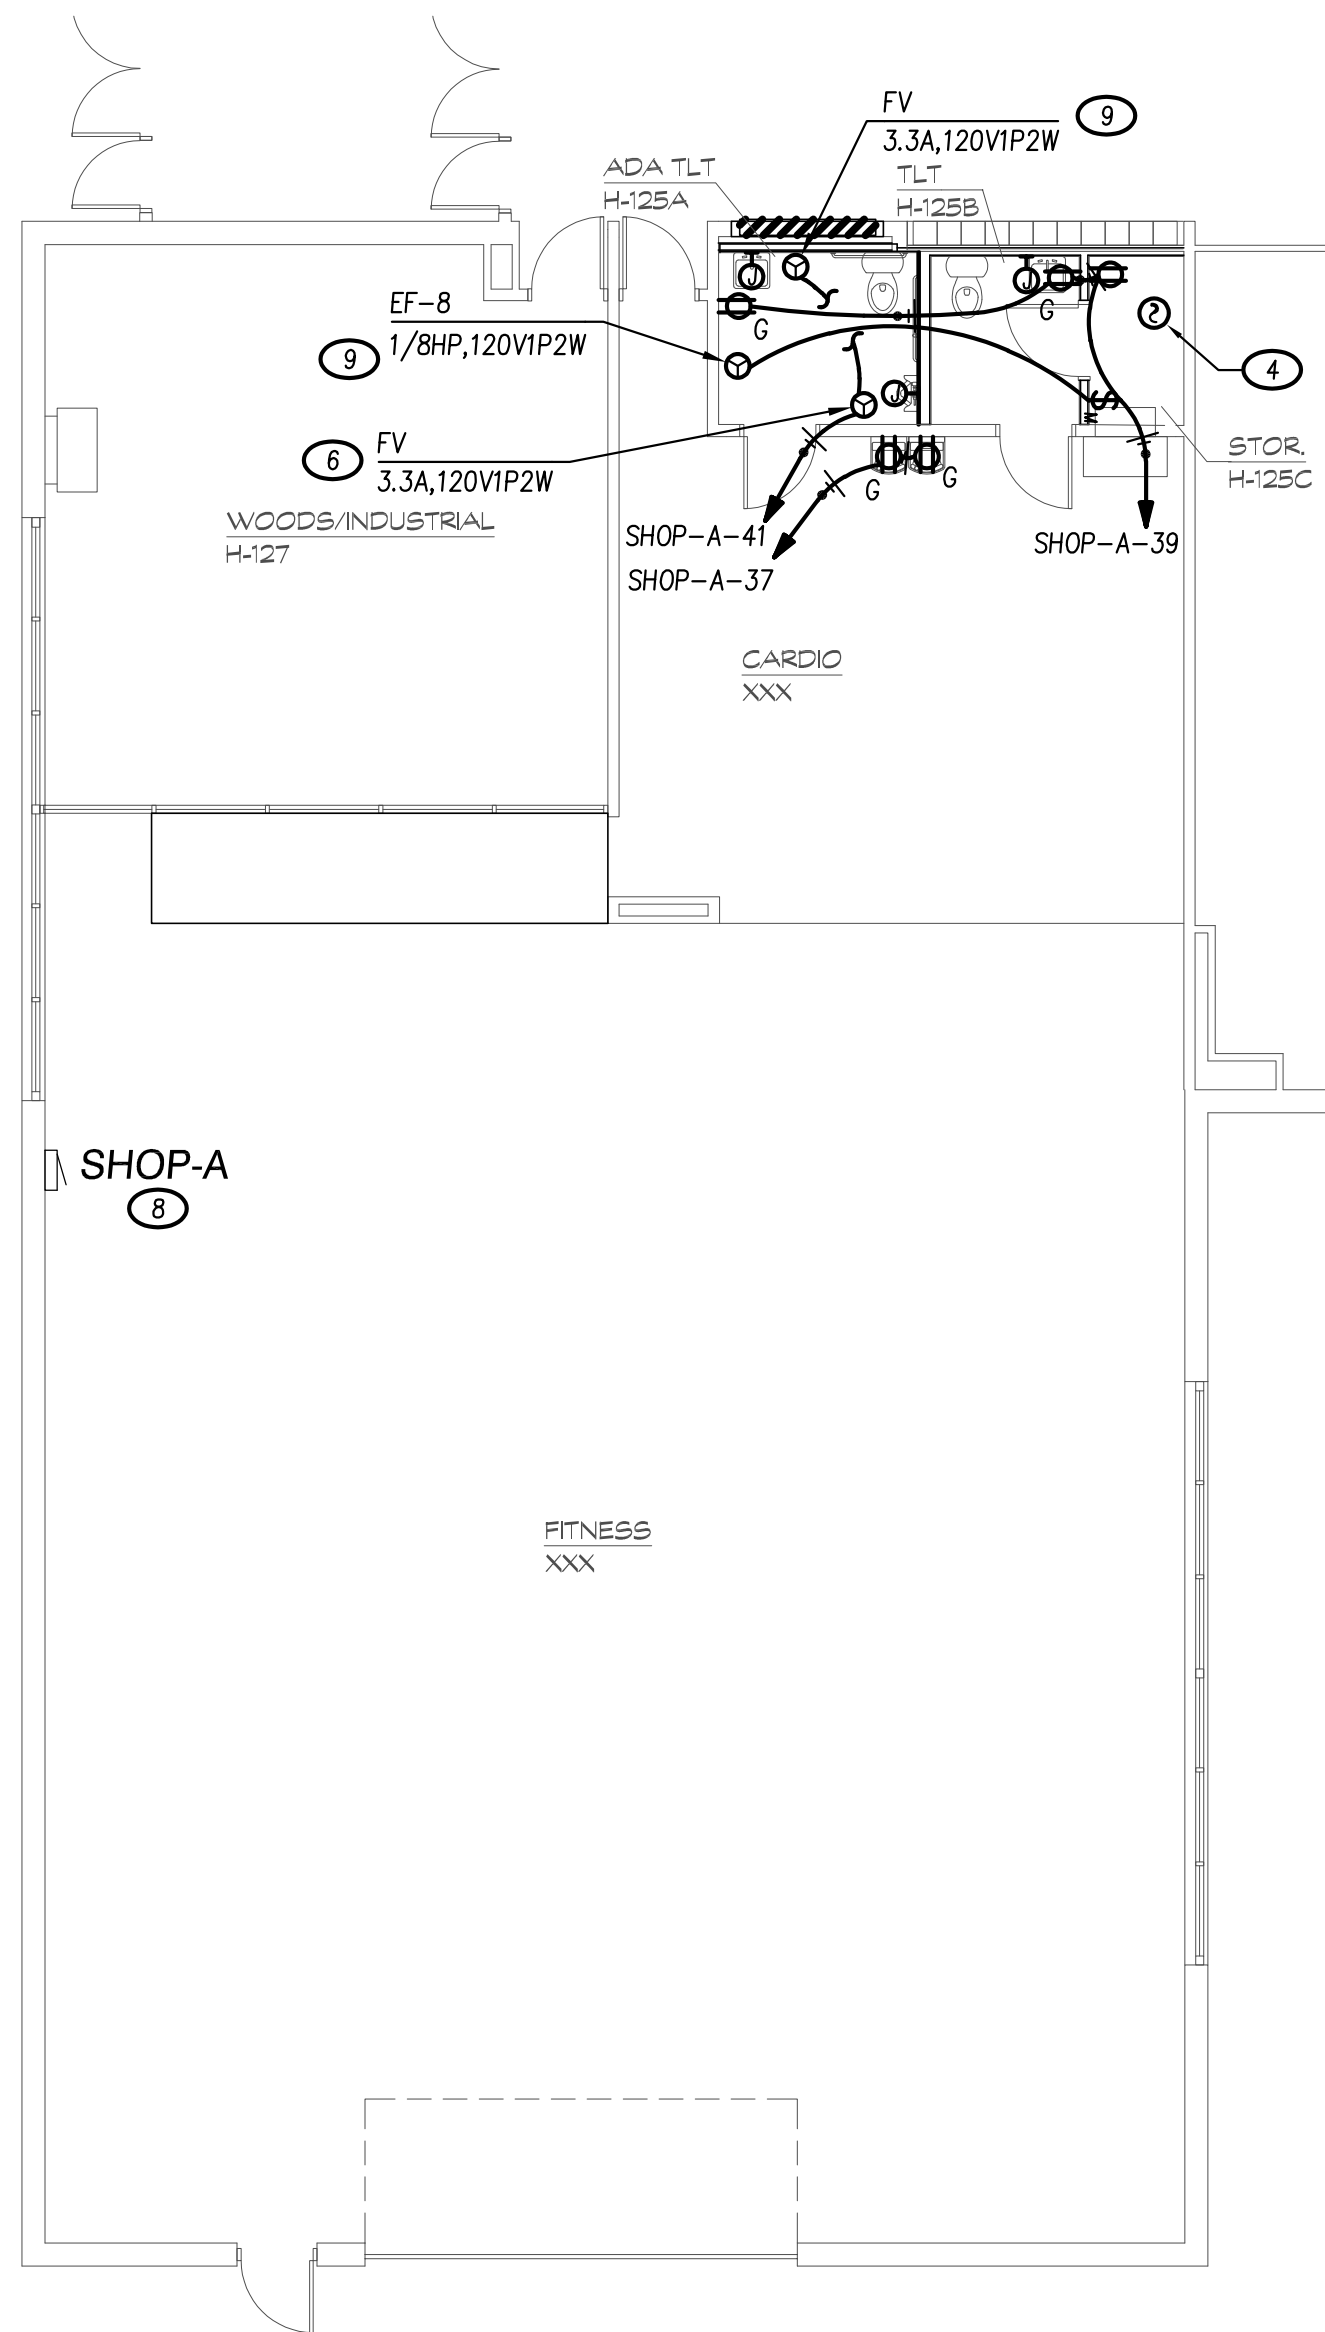 FV
9
3.3A,120V1P2W
ADA TLT
H-125A
TLT
H-125B
J
J
EF-8
1/8HP,120V1P2W
9
G
G
4
J
S
M
FV
6
3.3A,120V1P2W
STOR.
H-125C
G
G
WOODS/INDUSTRIAL
H-127
SHOP-A-41
SHOP-A-37
SHOP-A-39
CARDIO
XXX
SHOP-A
8
FITNESS
XXX